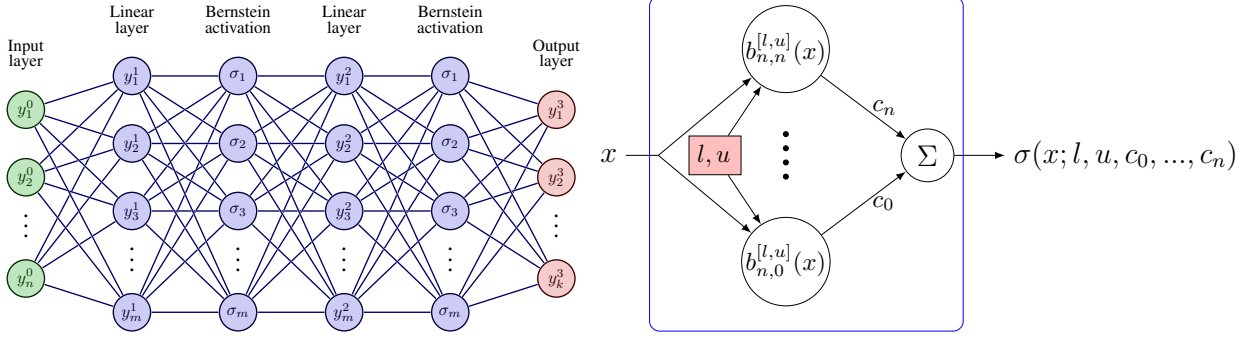 Linear
layer
Bernstein
activation
Linear
layer
Bernstein
activation
Input
layer
Output
layer
y_1^0
y_2^0
⋮
y_n^0
y_1^1
y_2^1
y_3^1
⋮
y_m^1
σ_1
σ_2
σ_3
⋮
σ_m
y_1^2
y_2^2
y_3^2
⋮
y_m^2
σ_1
σ_2
σ_3
⋮
σ_m
y_1^3
y_2^3
⋮
y_k^3
x
l, u
b_{n,n}^{[l,u]}(x)
⋮
b_{n,0}^{[l,u]}(x)
c_n
c_0
Σ
σ(x; l, u, c_0, ..., c_n)